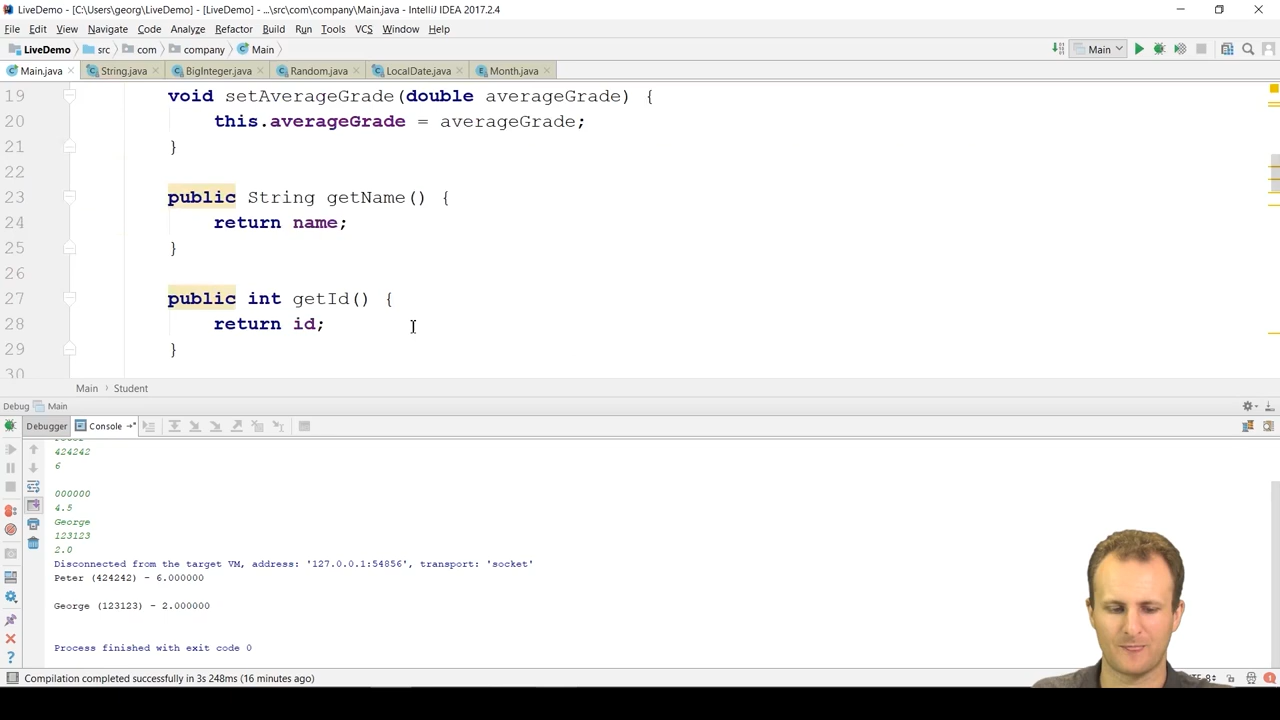 LiveDemo - [C:\Users\georg\LiveDemo] - [LiveDemo] - ...\src\com\company\Main.java - IntelliJ IDEA 2017.2.4
File Edit View Navigate Code Analyze Refactor Build Run Tools VCS Window Help
LiveDemo src com company Main Main
Main.java String.java BigInteger.java Random.java LocalDate.java Month.java
19 void setAverageGrade(double averageGrade) {
20 this.averageGrade = averageGrade;
21 }
22
23 public String getName() {
24 return name;
25 }
26
27 public int getId() {
28 return id;
29 }
30
Main › Student
Debug Main
Debugger Console
424242
6
000000
4.5
George
123123
2.0
Disconnected from the target VM, address: '127.0.0.1:54856', transport: 'socket'
Peter (424242) - 6.000000
George (123123) - 2.000000
Process finished with exit code 0
Compilation completed successfully in 3s 248ms (16 minutes ago)